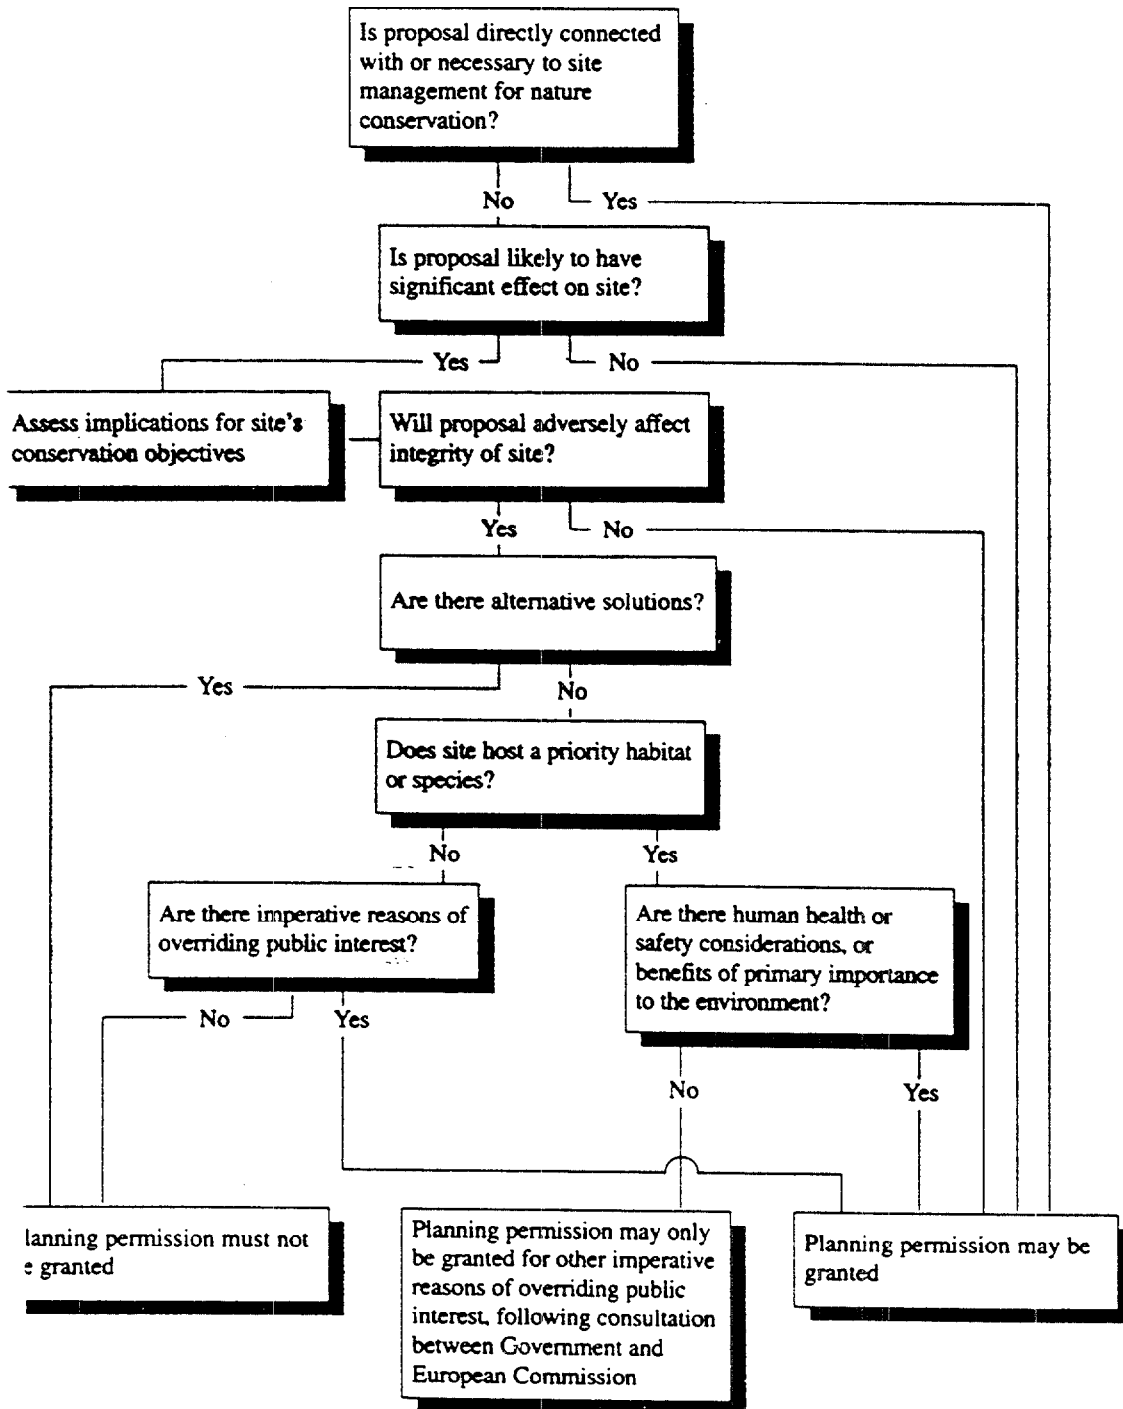 Is proposal directly connected
with or necessary to site
management for nature
conservation?
No
Yes
Is proposal likely to have
significant effect on site?
Yes
No
Assess implications for site's
conservation objectives
Will proposal adversely affect
integrity of site?
Yes
No
Are there alternative solutions?
Yes
No
Does site host a priority habitat
or species?
No
Yes
Are there imperative reasons of
overriding public interest?
Are there human health or
safety considerations, or
benefits of primary importance
to the environment?
No
Yes
No
Yes
lanning permission must not
e granted
Planning permission may only
be granted for other imperative
reasons of overriding public
interest, following consultation
between Government and
European Commission
Planning permission may be
granted